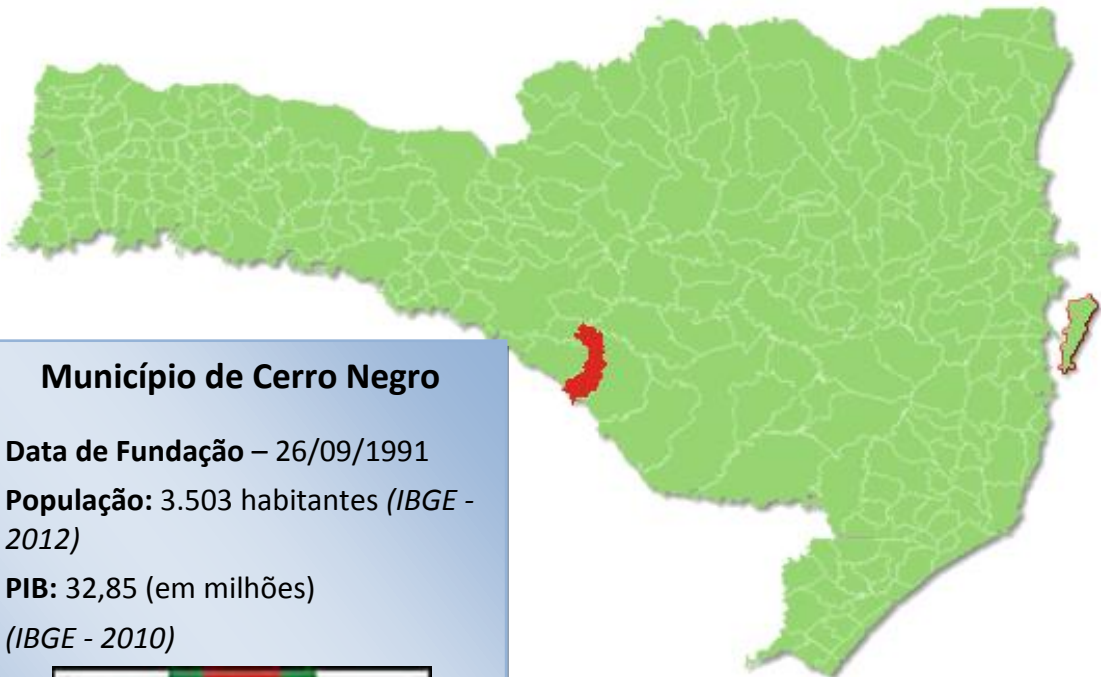 Município de Cerro Negro
Data de Fundação – 26/09/1991
População: 3.503 habitantes (IBGE -
2012)
PIB: 32,85 (em milhões)
(IBGE - 2010)